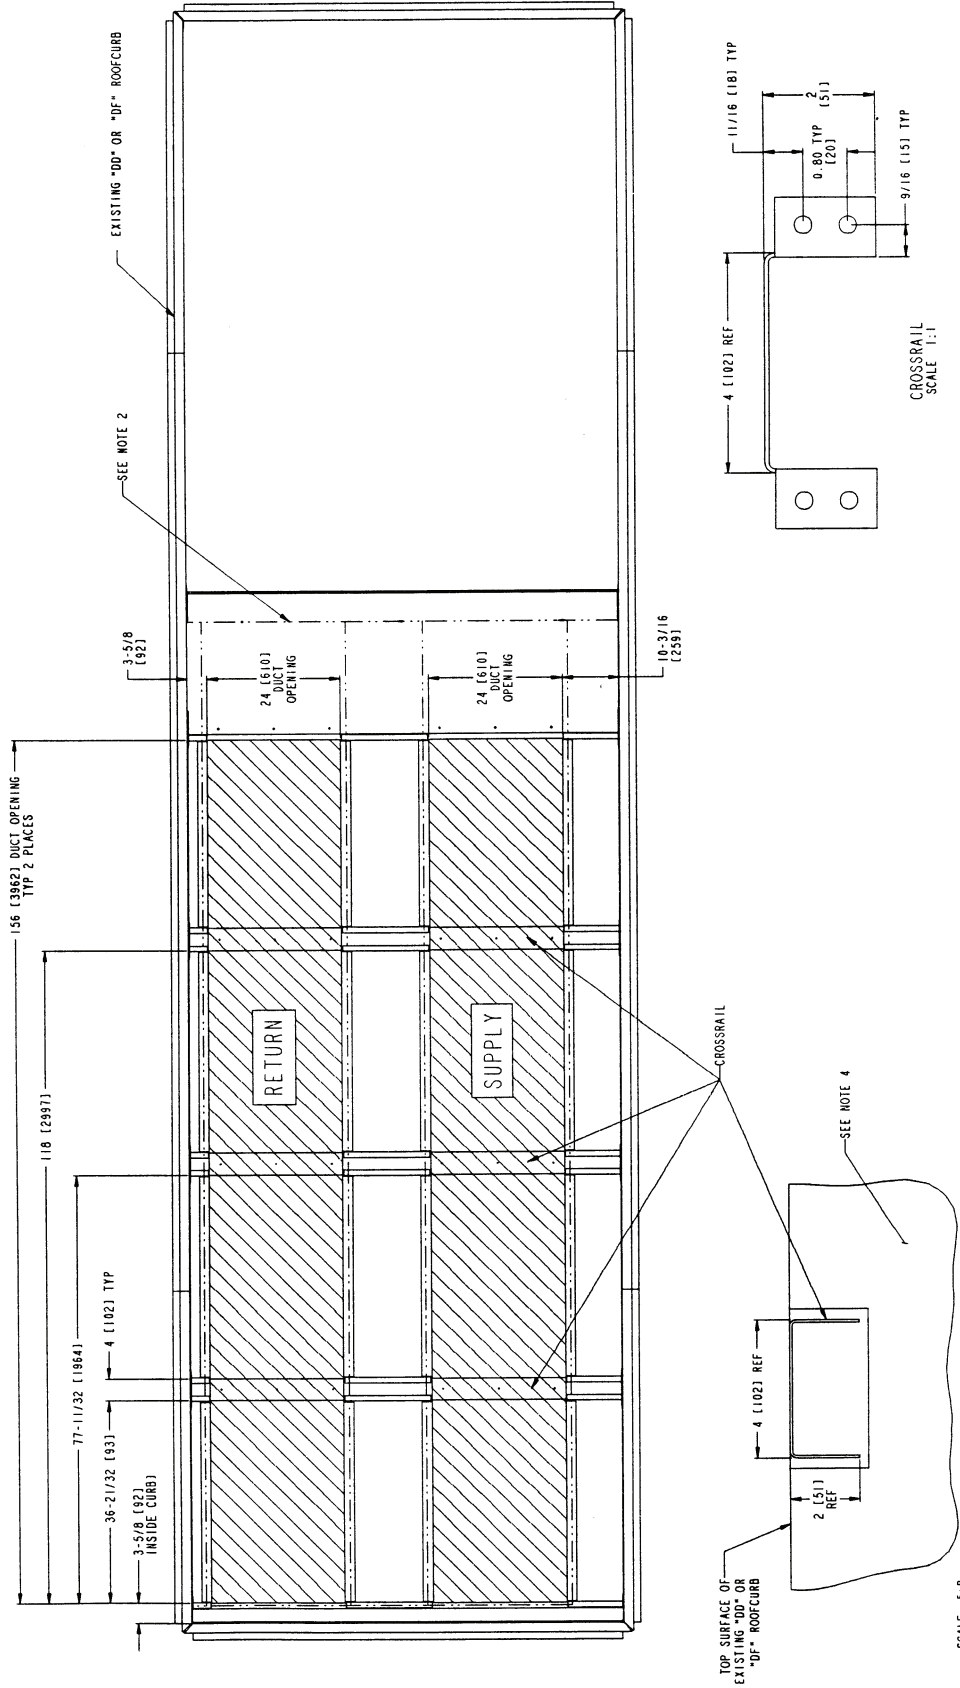 EXISTING "DD" OR "DF" ROOFCURB
SEE NOTE 2
156 [3962] DUCT OPENING
TYP 2 PLACES
118 [2997]
77-11/32 [1964]
36-21/32 [93]
4 [102] TYP
3-5/8 [92]
INSIDE CURB]
3-5/8
[92]
24 [610]
DUCT
OPENING
24 [610]
DUCT
OPENING
10-3/16
[259]
RETURN
SUPPLY
CROSSRAIL
11/16 [18] TYP
2
[51]
0.80 TYP
[20]
9/16 [15] TYP
4 [102] REF
CROSSRAIL
SCALE 1:1
TOP SURFACE OF
EXISTING "DD" OR
"DF" ROOFCURB
4 [102] REF
2 [51]
REF
SEE NOTE 4
SCALE